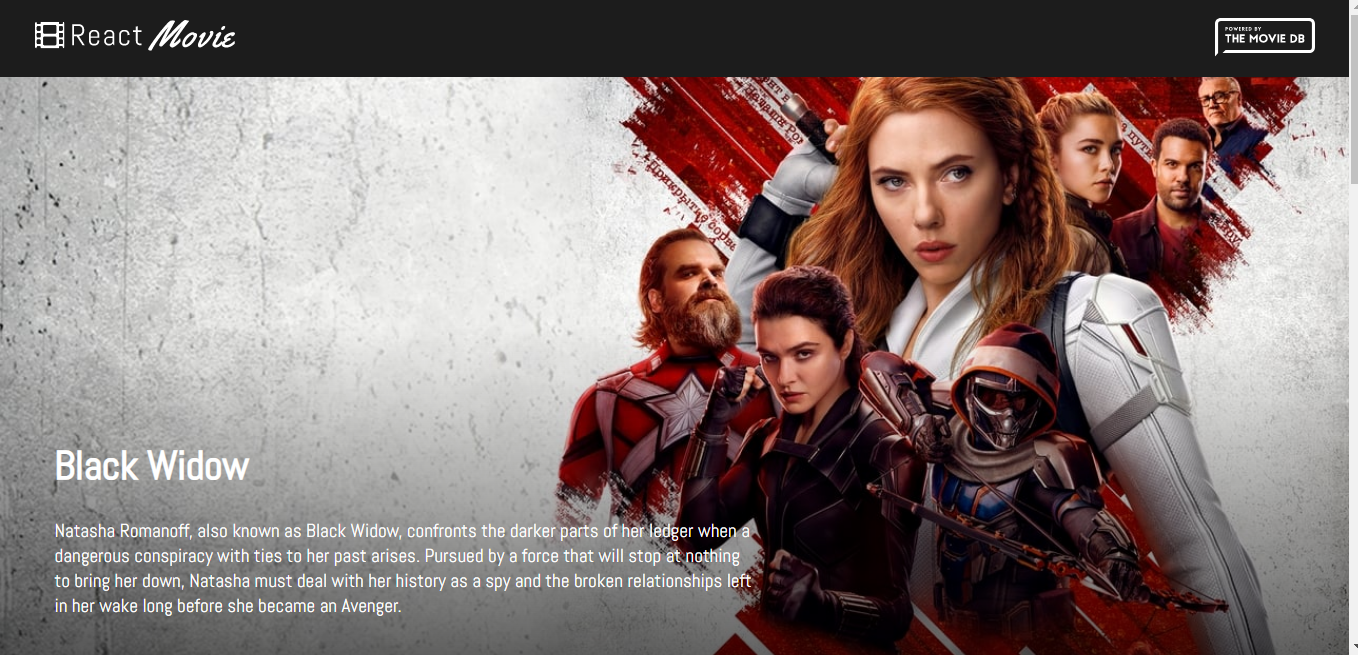 React Movie
POWERED BY
THE MOVIE DB
Black Widow
Natasha Romanoff, also known as Black Widow, confronts the darker parts of her ledger when a
dangerous conspiracy with ties to her past arises. Pursued by a force that will stop at nothing
to bring her down, Natasha must deal with her history as a spy and the broken relationships left
in her wake long before she became an Avenger.